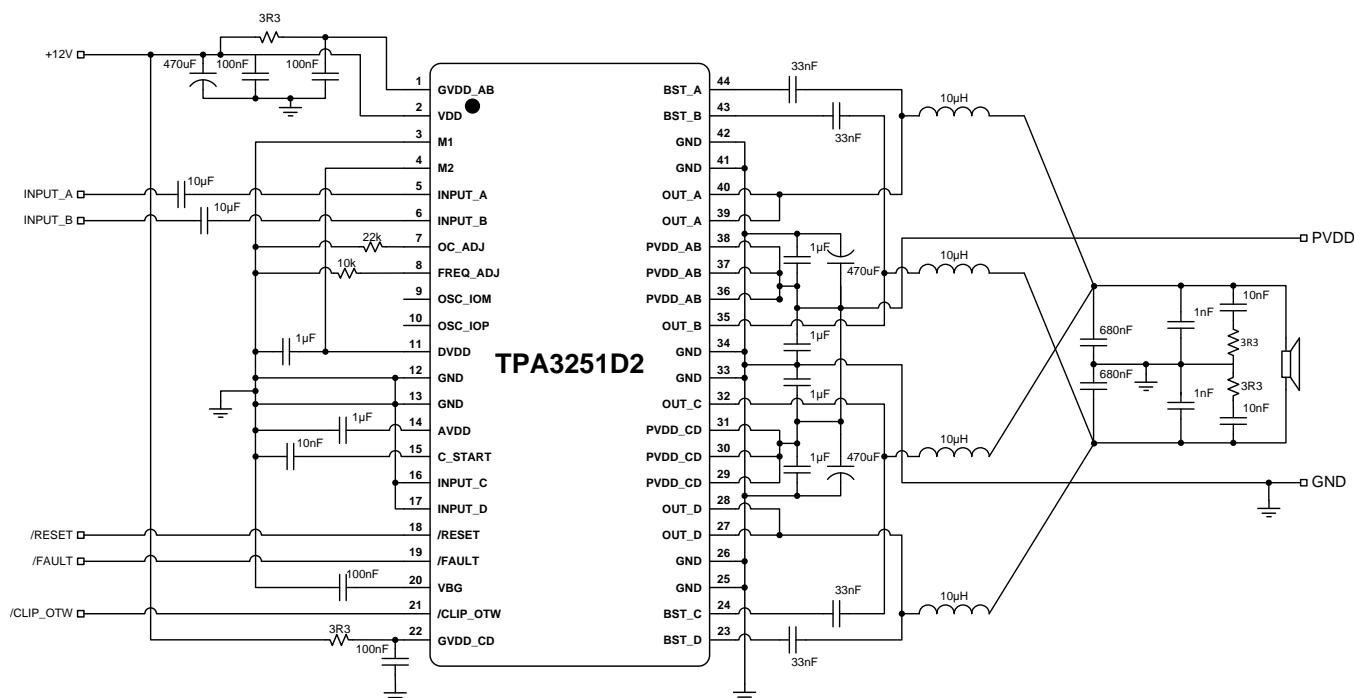 3R3
+12V
470uF
100nF
100nF
1
GVDD_AB
2
VDD
3
M1
4
M2
INPUT_A
10µF
5
INPUT_A
INPUT_B
10µF
6
INPUT_B
22k
7
OC_ADJ
10k
8
FREQ_ADJ
9
OSC_IOM
10
OSC_IOP
1µF
11
DVDD
12
GND
13
GND
1µF
14
AVDD
10nF
15
C_START
16
INPUT_C
17
INPUT_D
/RESET
18
/RESET
/FAULT
19
/FAULT
100nF
20
VBG
/CLIP_OTW
21
/CLIP_OTW
3R3
22
GVDD_CD
100nF
TPA3251D2
44
BST_A
33nF
43
BST_B
33nF
42
GND
41
GND
40
OUT_A
39
OUT_A
38
PVDD_AB
37
PVDD_AB
36
PVDD_AB
35
OUT_B
34
GND
33
GND
32
OUT_C
31
PVDD_CD
30
PVDD_CD
29
PVDD_CD
28
OUT_D
27
OUT_D
26
GND
25
GND
24
BST_C
33nF
23
BST_D
33nF
1µF
470uF
1µF
1µF
1µF
470uF
10µH
10µH
10µH
10µH
PVDD
680nF
680nF
1nF
1nF
10nF
3R3
3R3
10nF
GND